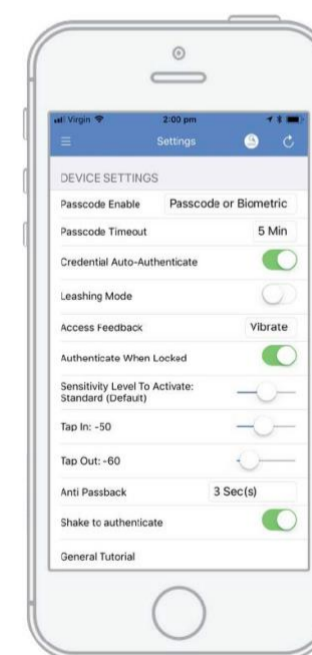 Virgin
2:00 pm
Settings
DEVICE SETTINGS
Passcode Enable Passcode or Biometric
Passcode Timeout 5 Min
Credential Auto-Authenticate
Leashing Mode
Access Feedback Vibrate
Authenticate When Locked
Sensitivity Level To Activate:
Standard (Default)
Tap In: -50
Tap Out: -60
Anti Passback 3 Sec(s)
Shake to authenticate
General Tutorial